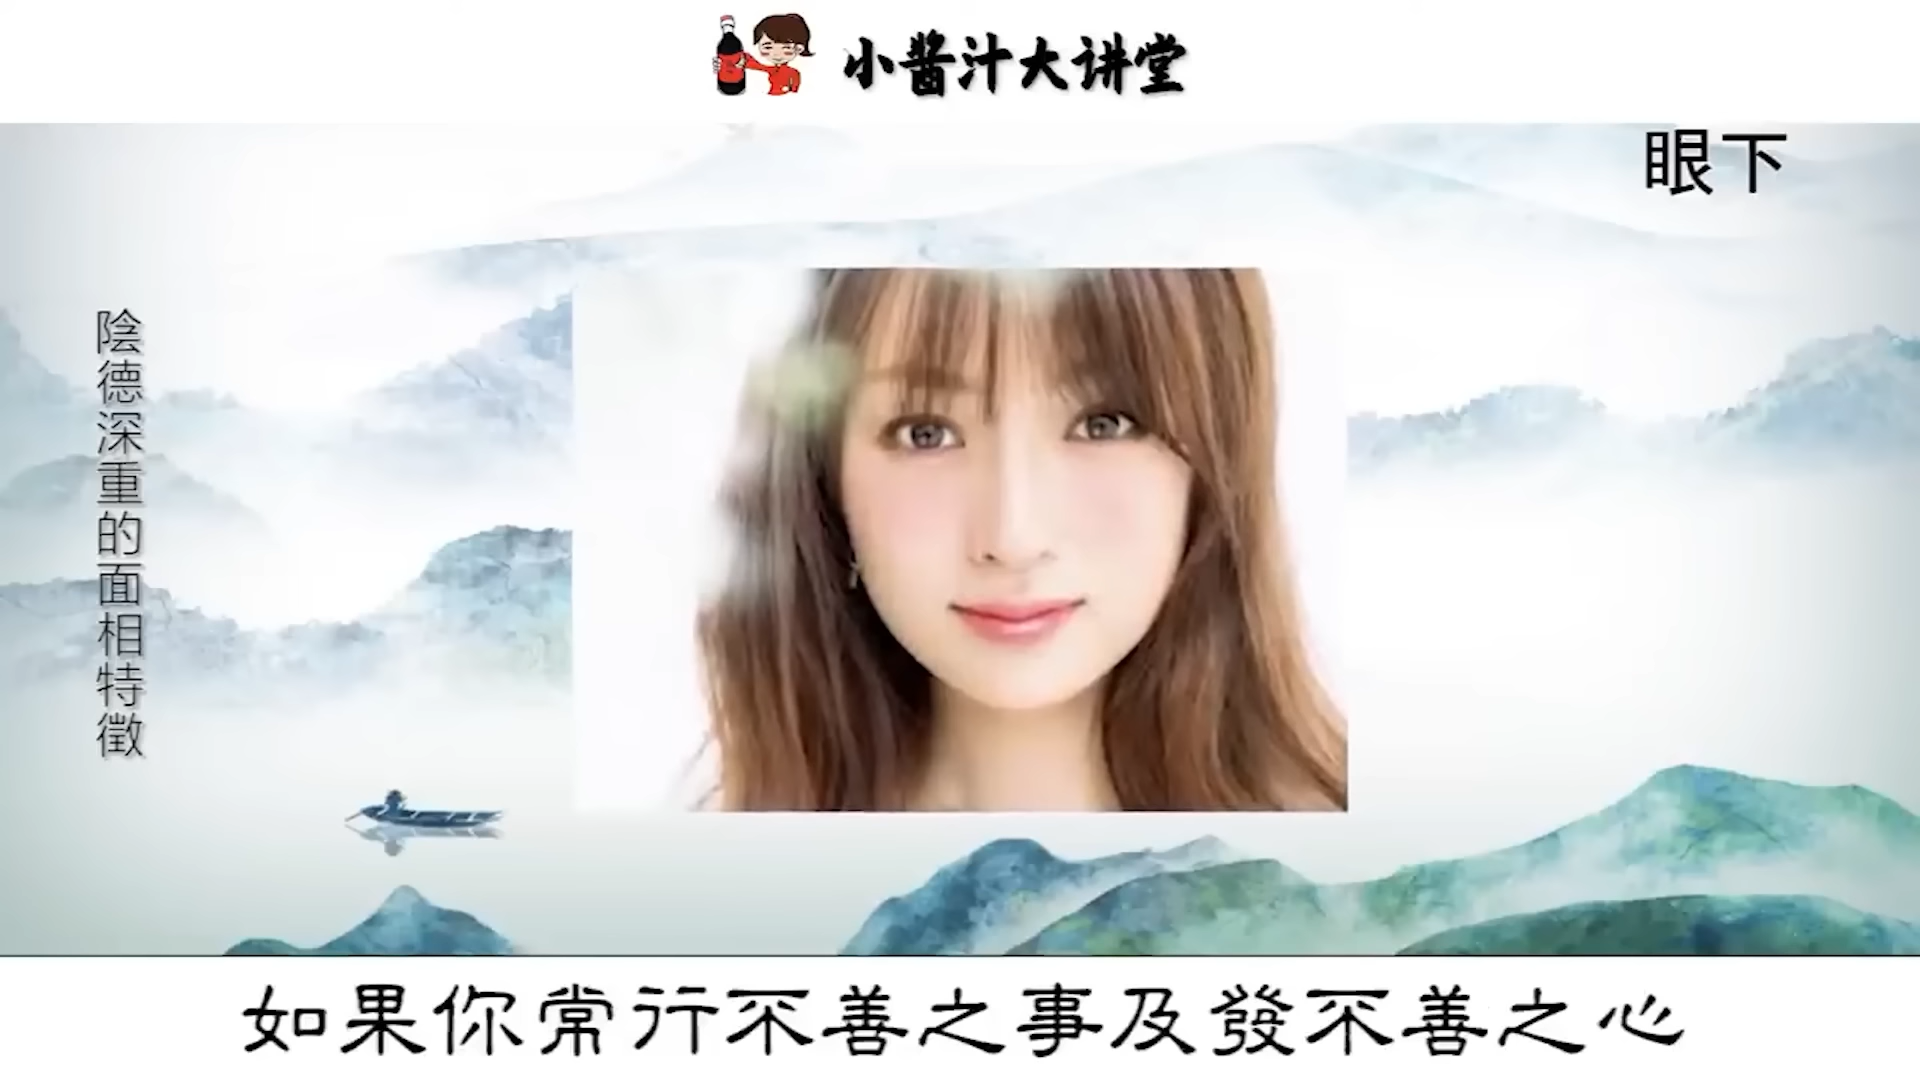 小酱汁大讲堂
眼下
陰德深重的面相特徵
如果你常行不善之事及發不善之心